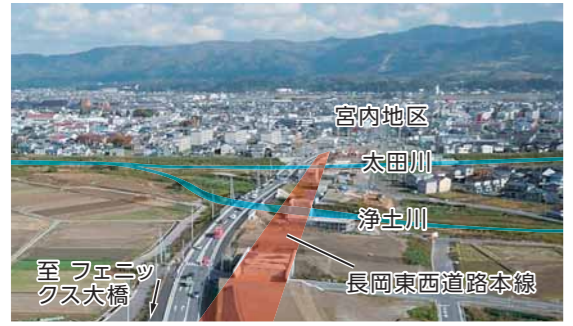 宮内地区
太田川
浄土川
長岡東西道路本線
至 フェニッ
クス大橋